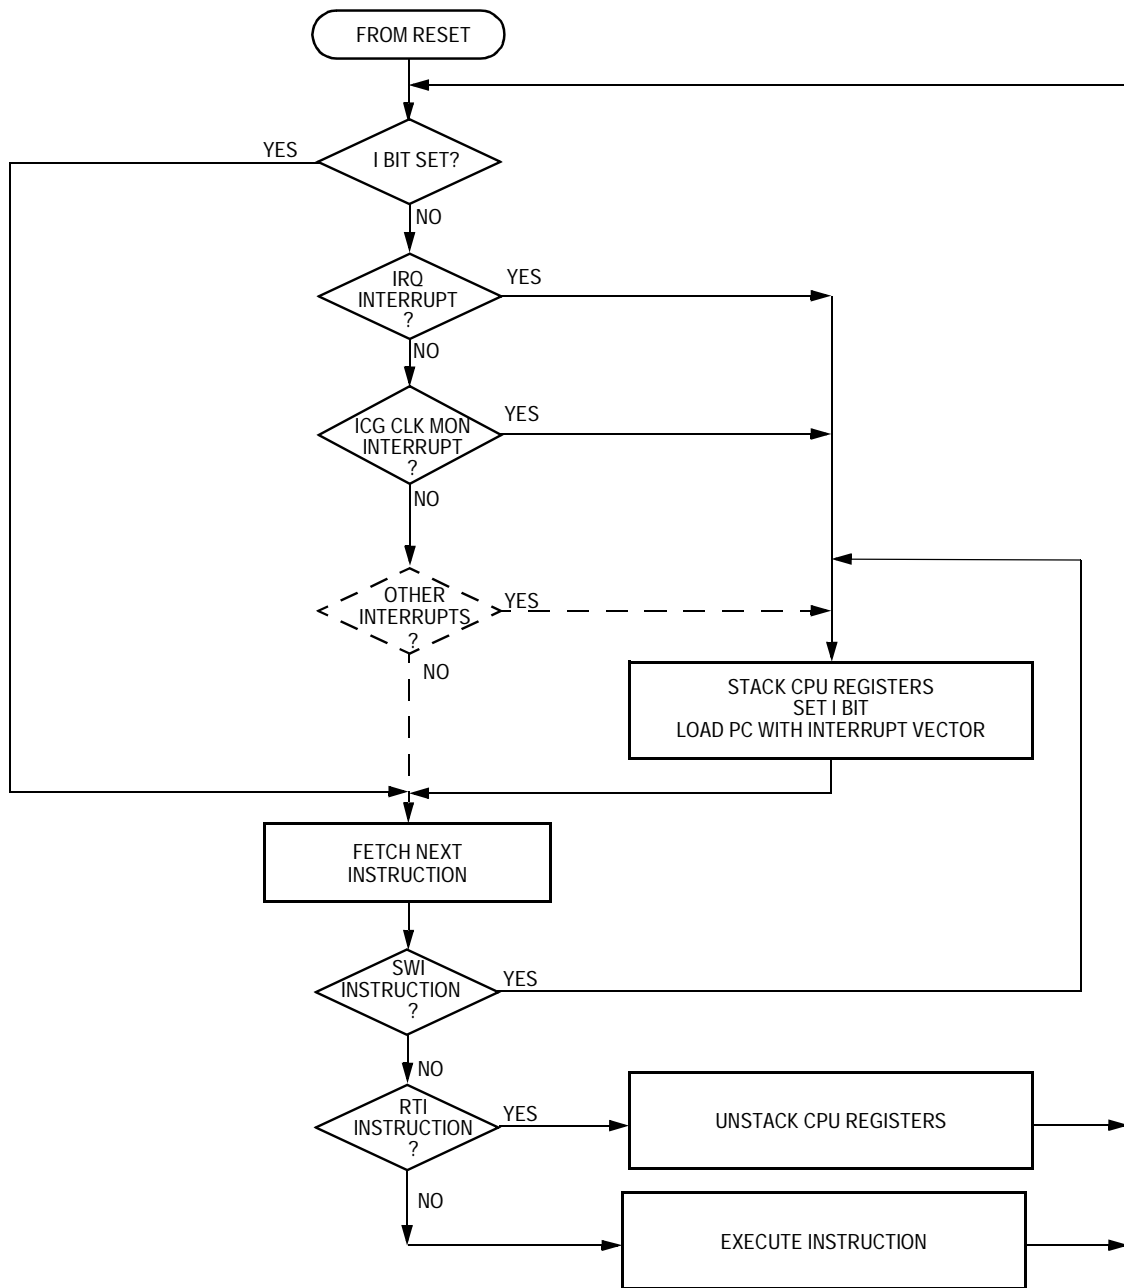 FROM RESET
YES
I BIT SET?
NO
IRQ
INTERRUPT
?
YES
NO
ICG CLK MON
INTERRUPT
?
YES
NO
OTHER
INTERRUPTS
?
YES
NO
STACK CPU REGISTERS
SET I BIT
LOAD PC WITH INTERRUPT VECTOR
FETCH NEXT
INSTRUCTION
SWI
INSTRUCTION
?
YES
NO
RTI
INSTRUCTION
?
YES
UNSTACK CPU REGISTERS
NO
EXECUTE INSTRUCTION